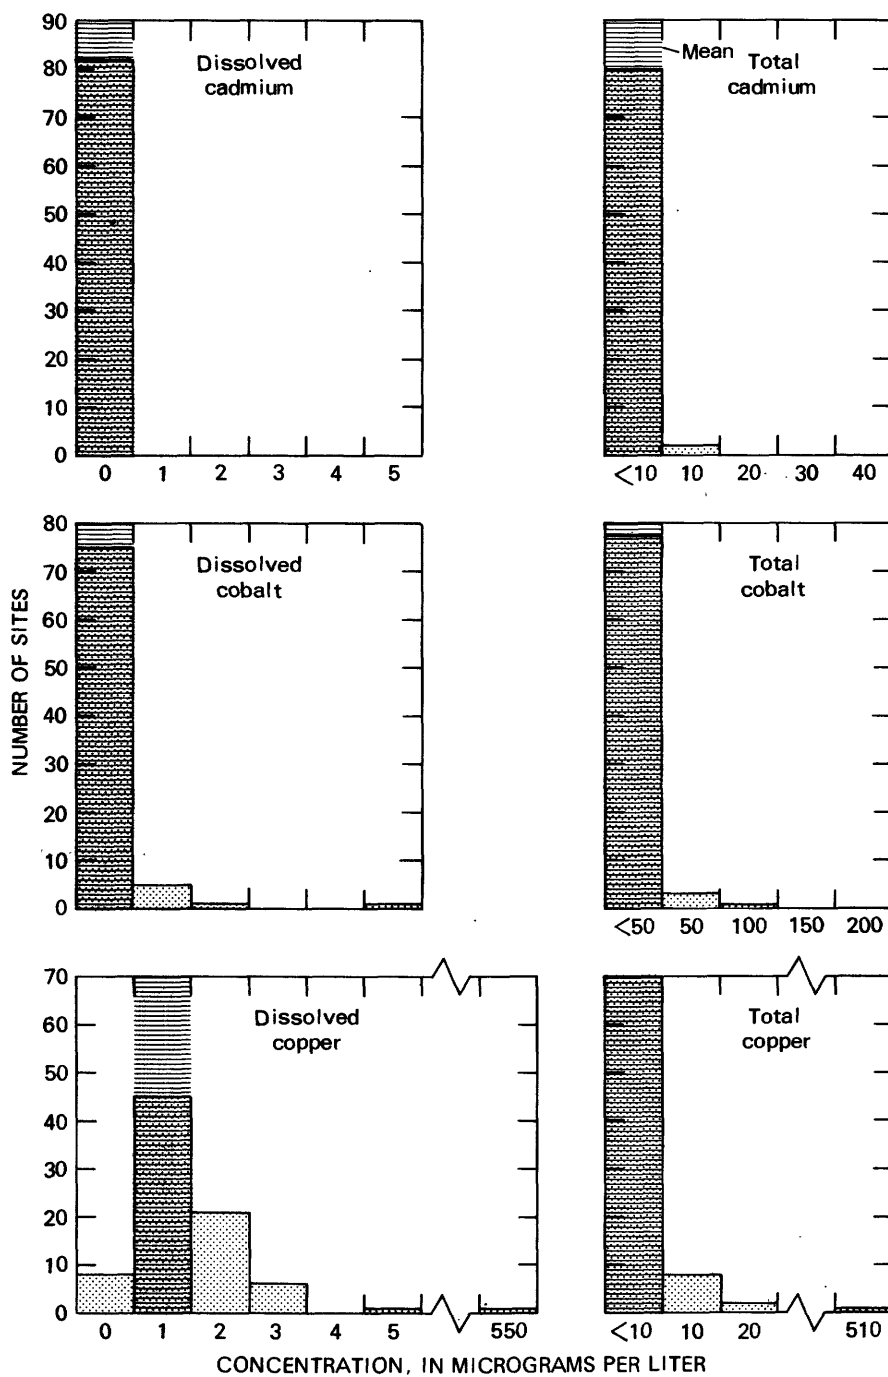 90
80
70
60
50
40
30
20
10
0
Dissolved
cadmium
0 1 2 3 4 5
Mean
Total
cadmium
<10 10 20 30 40
NUMBER OF SITES
80
70
60
50
40
30
20
10
0
Dissolved
cobalt
Total
cobalt
<50 50 100 150 200
70
60
50
40
30
20
10
0
Dissolved
copper
0 1 2 3 4 5 550
Total
copper
<10 10 20 510
CONCENTRATION, IN MICROGRAMS PER LITER